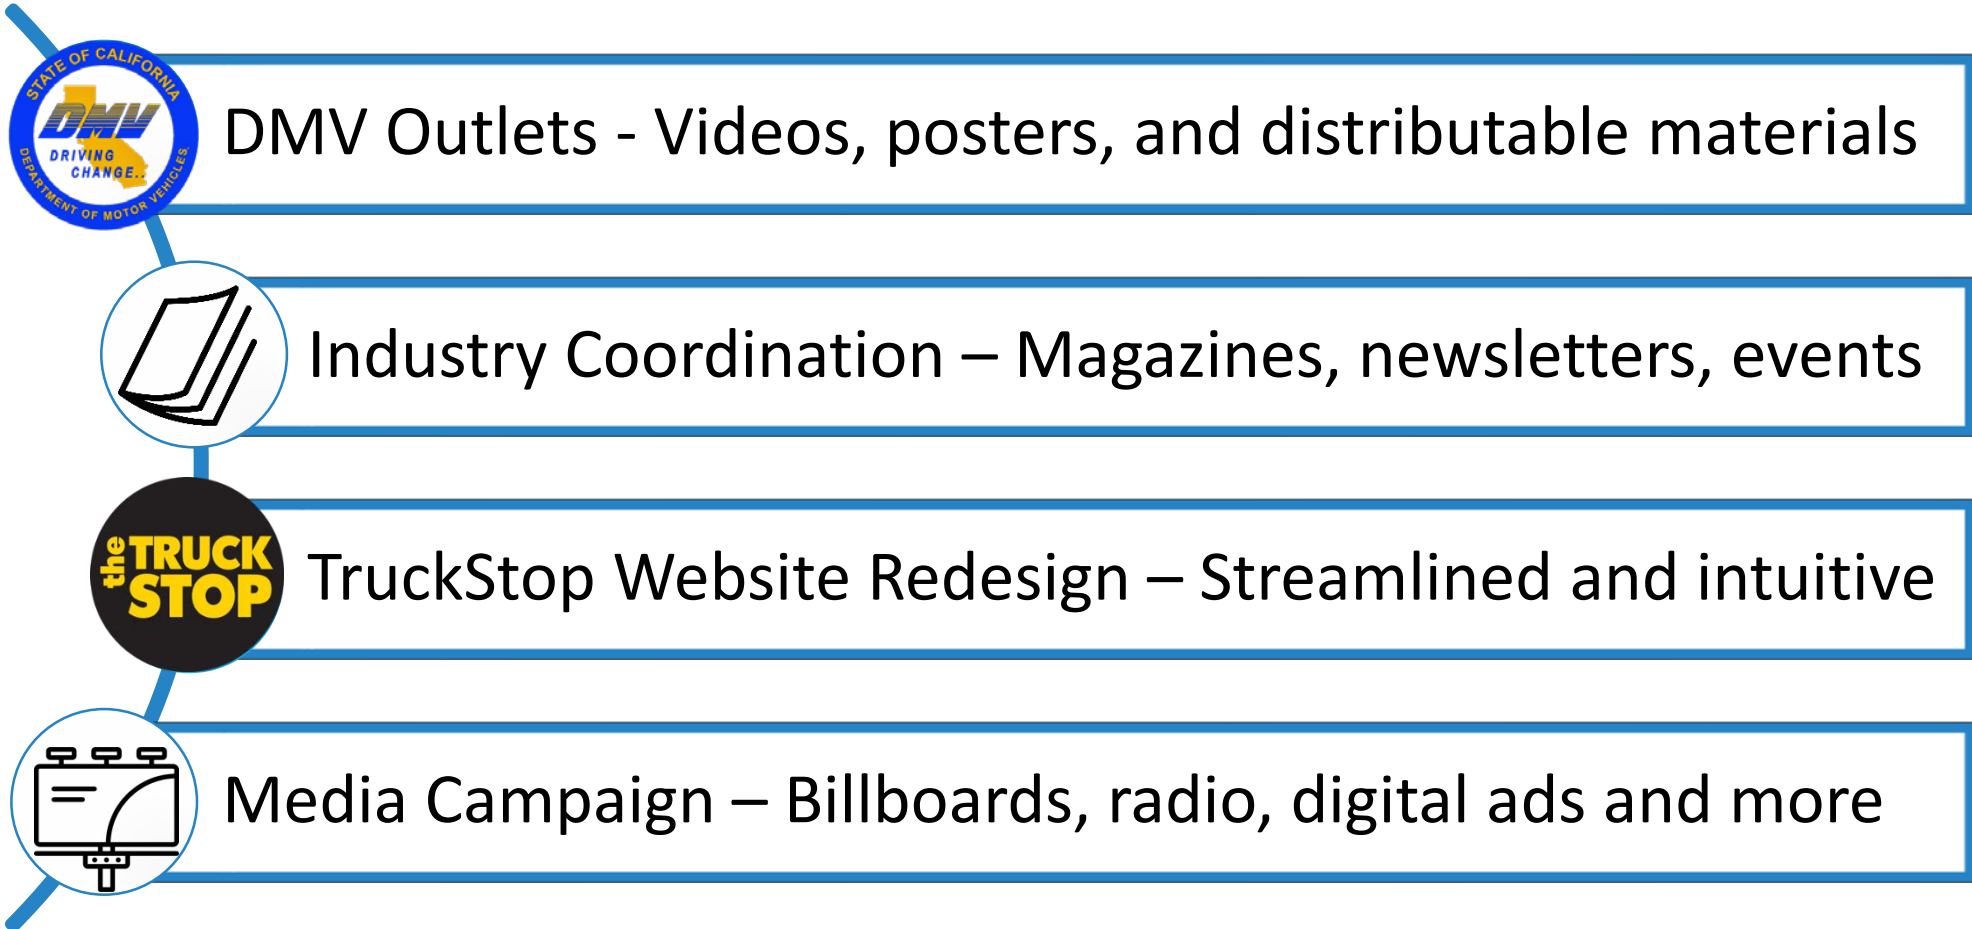 STATE OF CALIFORNIA
DMV
DRIVING
CHANGE..
DEPARTMENT OF MOTOR VEHICLES
DMV Outlets - Videos, posters, and distributable materials
Industry Coordination – Magazines, newsletters, events
the TRUCK
STOP
TruckStop Website Redesign – Streamlined and intuitive
Media Campaign – Billboards, radio, digital ads and more